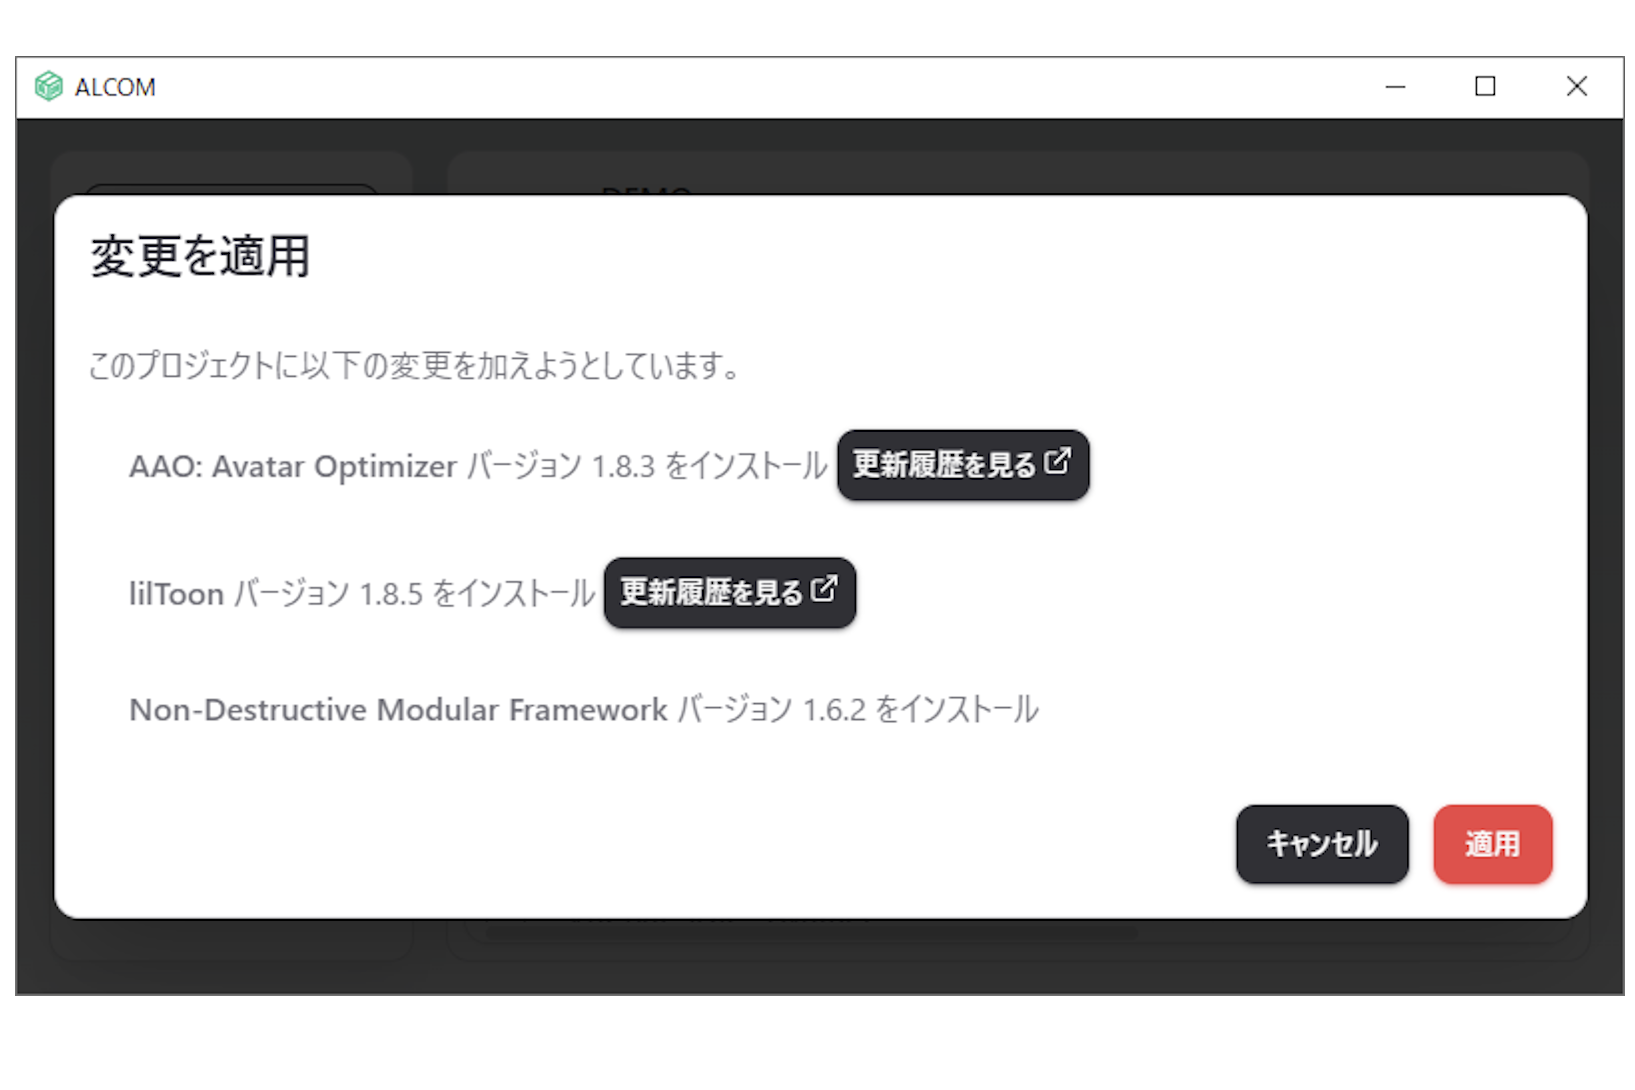 ALCOM
DEMO
変更を適用
このプロジェクトに以下の変更を加えようとしています。
AAO: Avatar Optimizer バージョン 1.8.3 をインストール 更新履歴を見る
lilToon バージョン 1.8.5 をインストール 更新履歴を見る
Non-Destructive Modular Framework バージョン 1.6.2 をインストール
キャンセル 適用